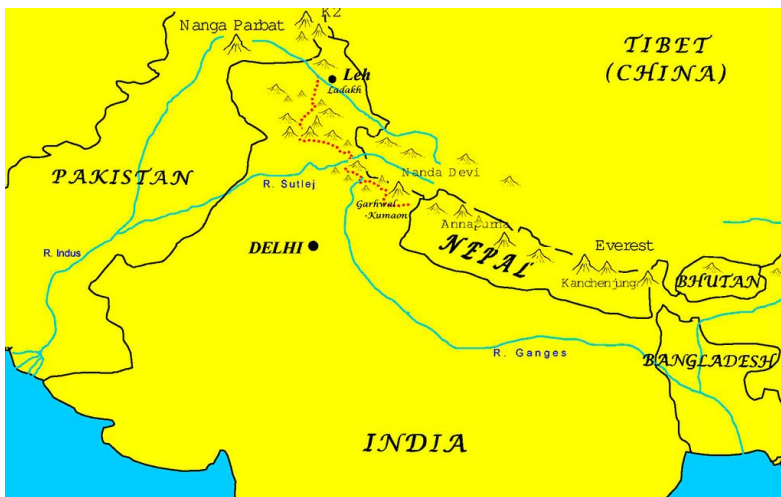 K2
Nanga Parbat
TIBET
(CHINA)
Leh
Ladakh
PAKISTAN
R. Sutlej
Nanda Devi
Garhwal
-Kumaon
Annapurna
R. Indus
DELHI
NEPAL
Everest
Kanchenjung
BHUTAN
R. Ganges
BANGLADESH
INDIA